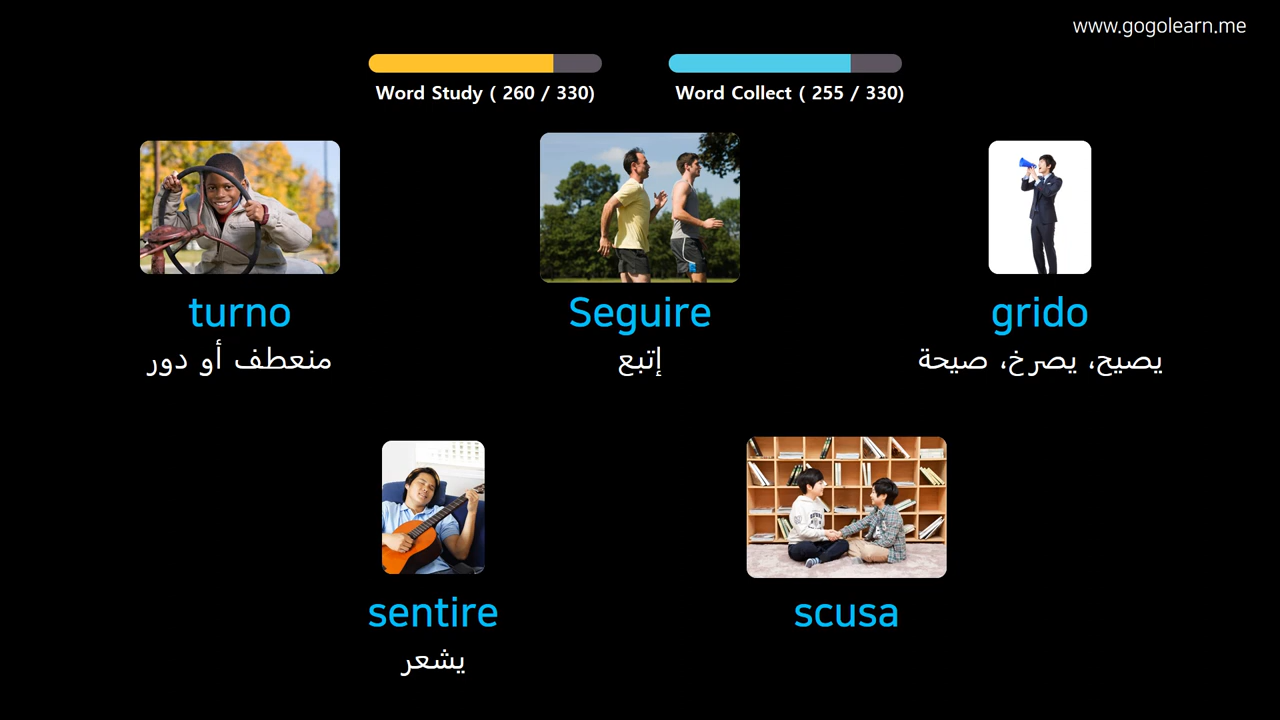 www.gogolearn.me
Word Study ( 260 / 330)
Word Collect ( 255 / 330)
turno
منعطف أو دور
Seguire
إتبع
grido
يصيح، يصرخ، صيحة
sentire
يشعر
scusa